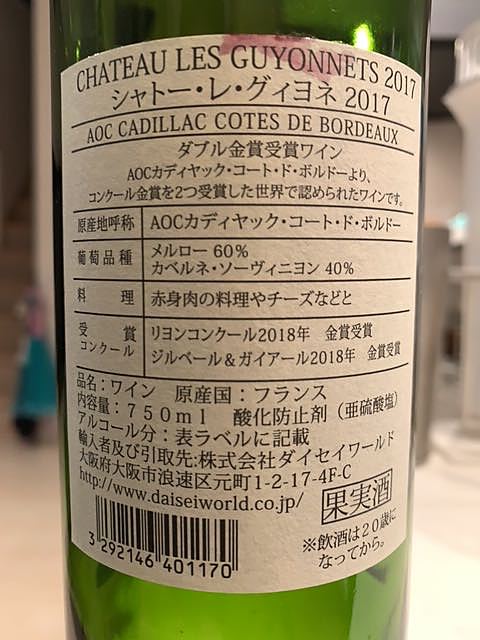 CHATEAU LES GUYONNETS 2017
シャトー・レ・グィヨネ 2017
AOC CADILLAC COTES DE BORDEAUX
ダブル金賞受賞ワイン
AOCカディヤック・コート・ド・ボルドーより、
コンクール金賞を2つ受賞した世界で認められたワインです。
原産地呼称 AOCカディヤック・コート・ド・ボルドー
葡萄品種 メルロー 60%
カベルネ・ソーヴィニヨン 40%
料理 赤身肉の料理やチーズなどと
受賞 リヨンコンクール2018年 金賞受賞
コンクール ジルベール＆ガイアール2018年 金賞受賞
品名：ワイン 原産国：フランス
内容量：750ml 酸化防止剤（亜硫酸塩）
アルコール分：表ラベルに記載
輸入者及び引取先:株式会社ダイセイワールド
大阪府大阪市浪速区元町1-2-17-4F-C
http://www.daiseiworld.co.jp/
果実酒
※飲酒は20歳に
なってから。
3 292146 401170